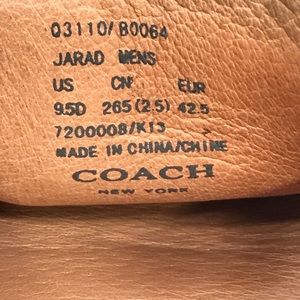 Q3110/B0064
JARAD MENS
US CN EUR
9.5D 265(2.5) 42.5
7200008/K13
MADE IN CHINA/CHINE
COACH
NEW YORK